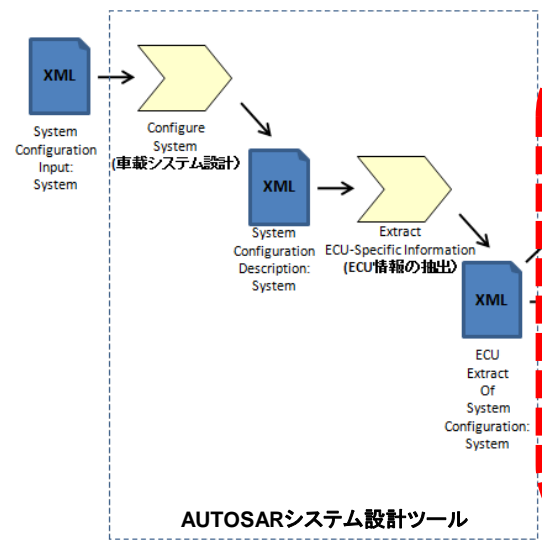 XML
System
Configuration
Input:
System
Configure
System
(車載システム設計)
XML
System
Configuration
Description:
System
Extract
ECU-Specific Information
(ECU情報の抽出)
XML
ECU
Extract
Of
System
Configuration:
System
AUTOSARシステム設計ツール